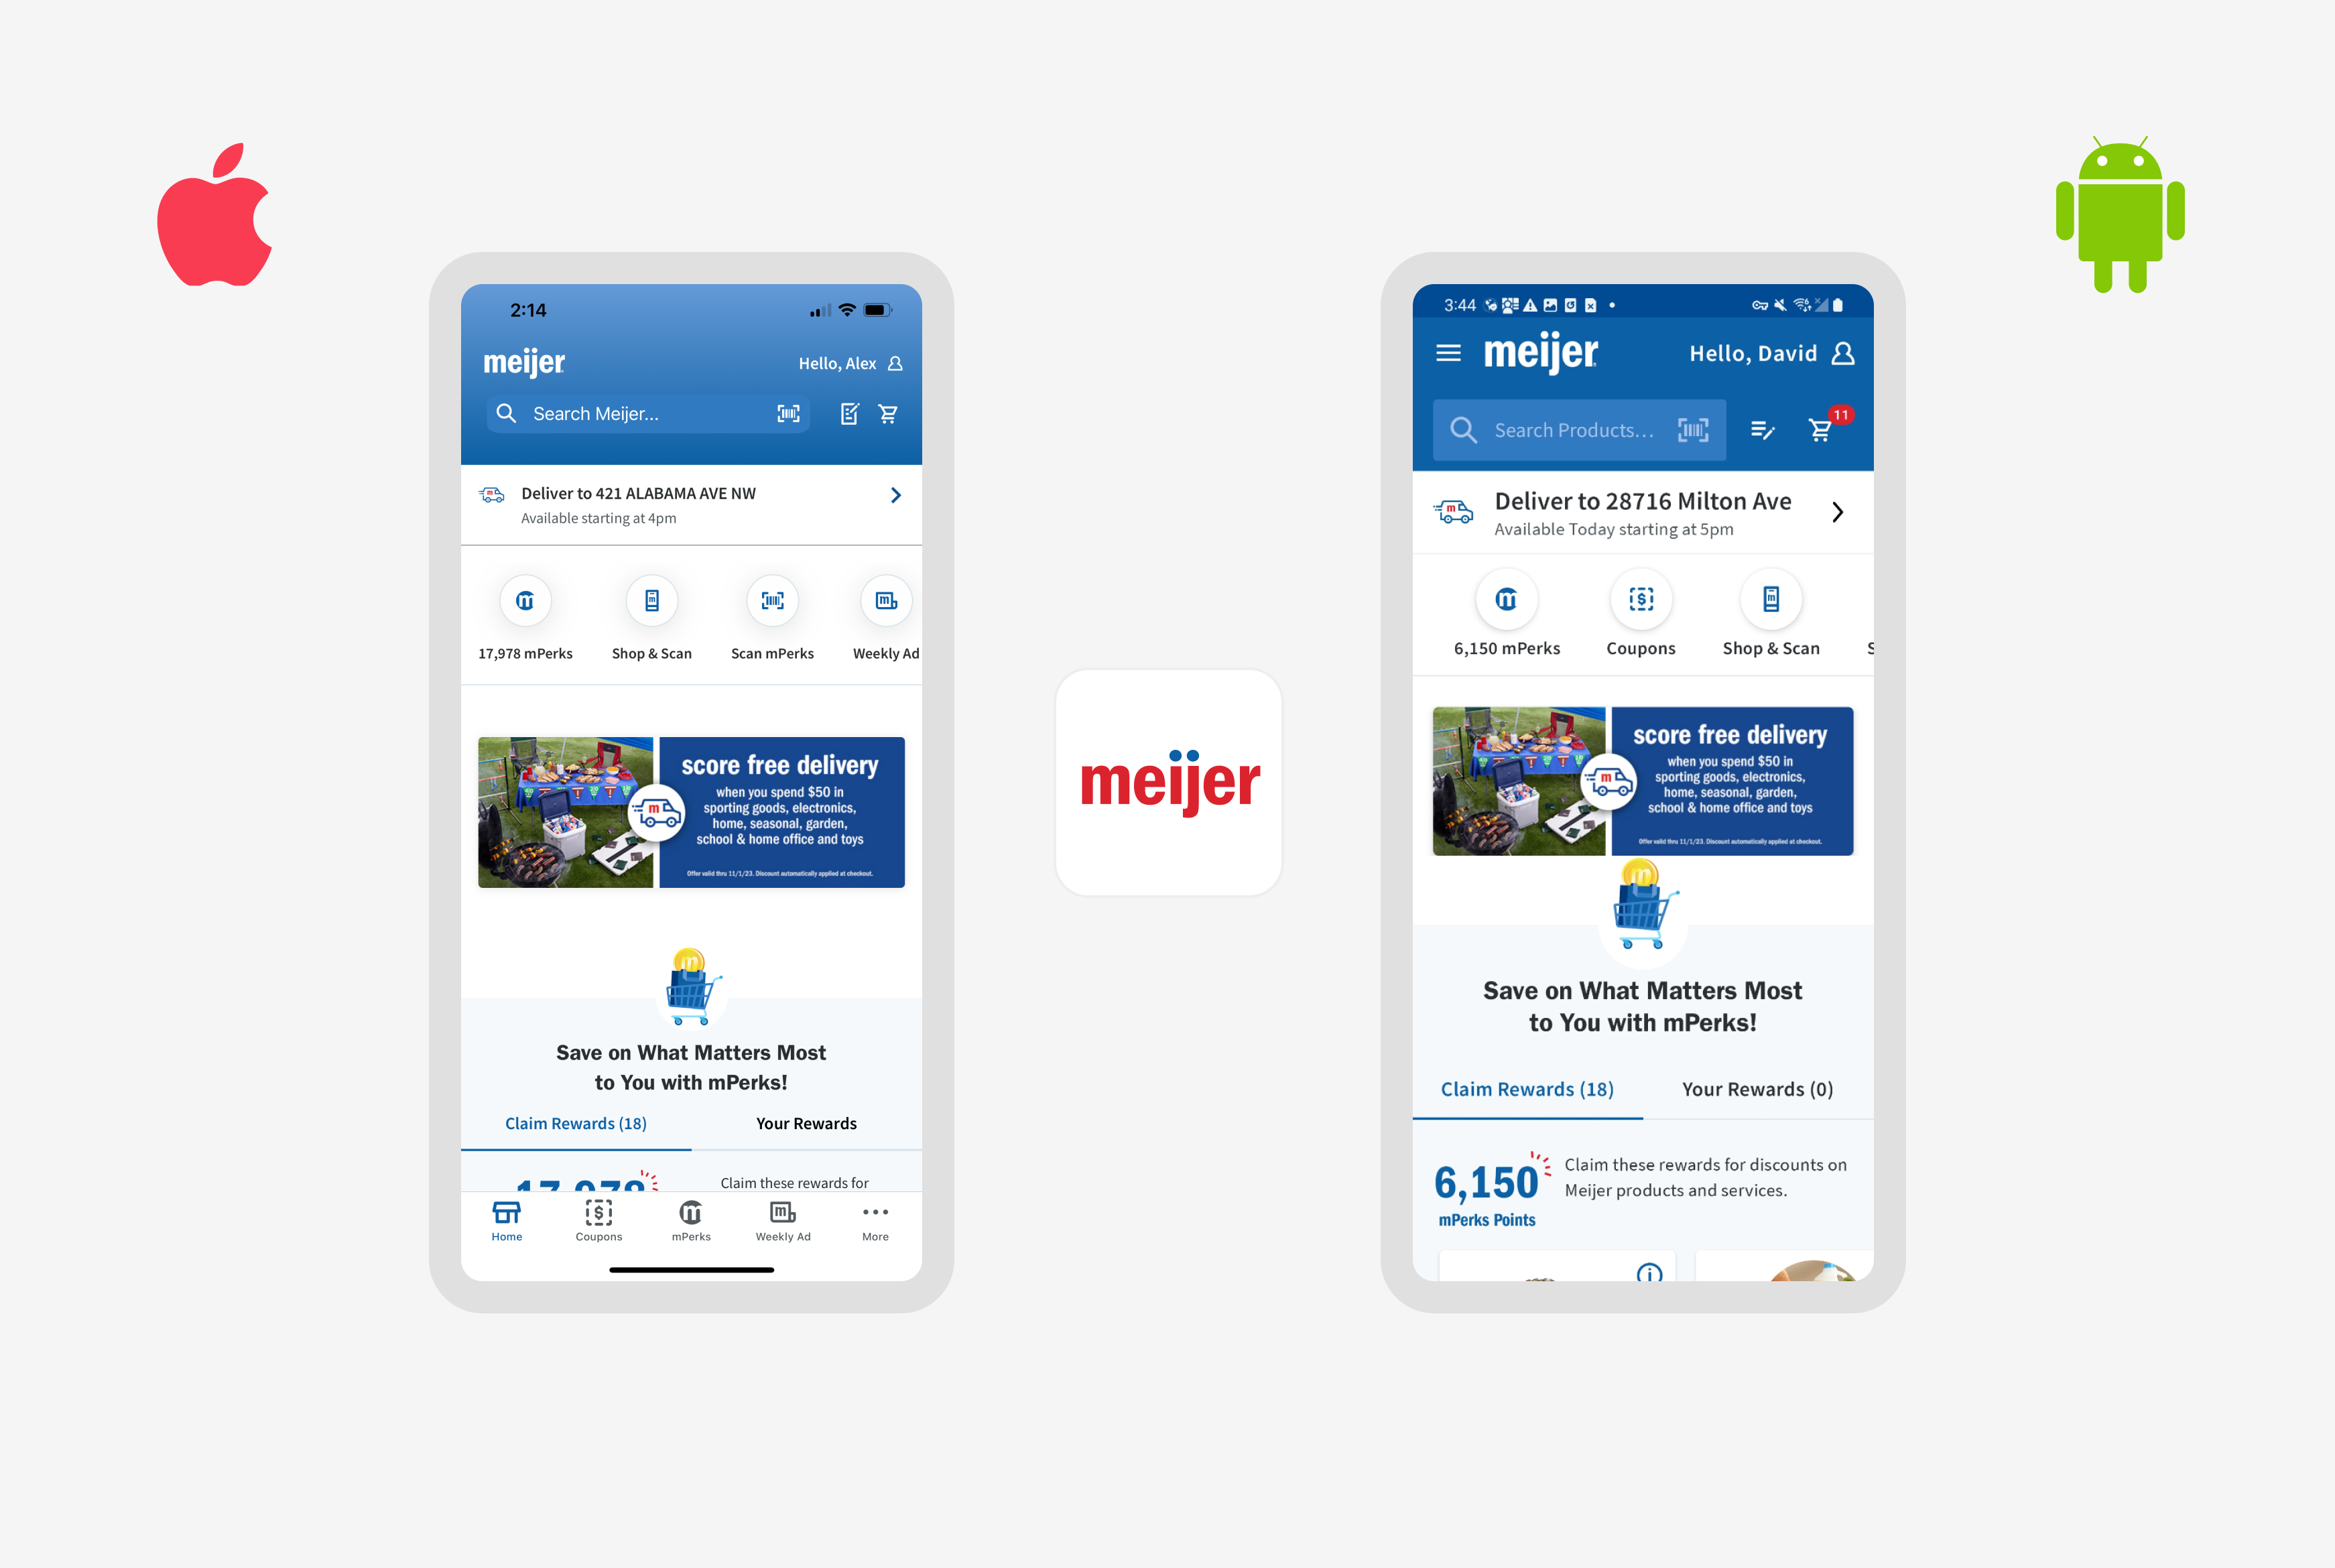 2:14
meijer
Hello, Alex
Search Meijer...
Deliver to 421 ALABAMA AVE NW
Available starting at 4pm
17,978 mPerks
Shop & Scan
Scan mPerks
Weekly Ad
score free delivery
when you spend $50 in
sporting goods, electronics,
home, seasonal, garden,
school & home office and toys
Offer valid thru 11/1/23. Discount automatically applied at checkout.
Save on What Matters Most
to You with mPerks!
Claim Rewards (18)
Your Rewards
17,978
Claim these rewards for
Home
Coupons
mPerks
Weekly Ad
More
meijer
3:44
meijer
Hello, David
Search Products...
11
Deliver to 28716 Milton Ave
Available Today starting at 5pm
6,150 mPerks
Coupons
Shop & Scan
S
score free delivery
when you spend $50 in
sporting goods, electronics,
home, seasonal, garden,
school & home office and toys
Offer valid thru 11/1/23. Discount automatically applied at checkout.
Save on What Matters Most
to You with mPerks!
Claim Rewards (18)
Your Rewards (0)
6,150
mPerks Points
Claim these rewards for discounts on
Meijer products and services.